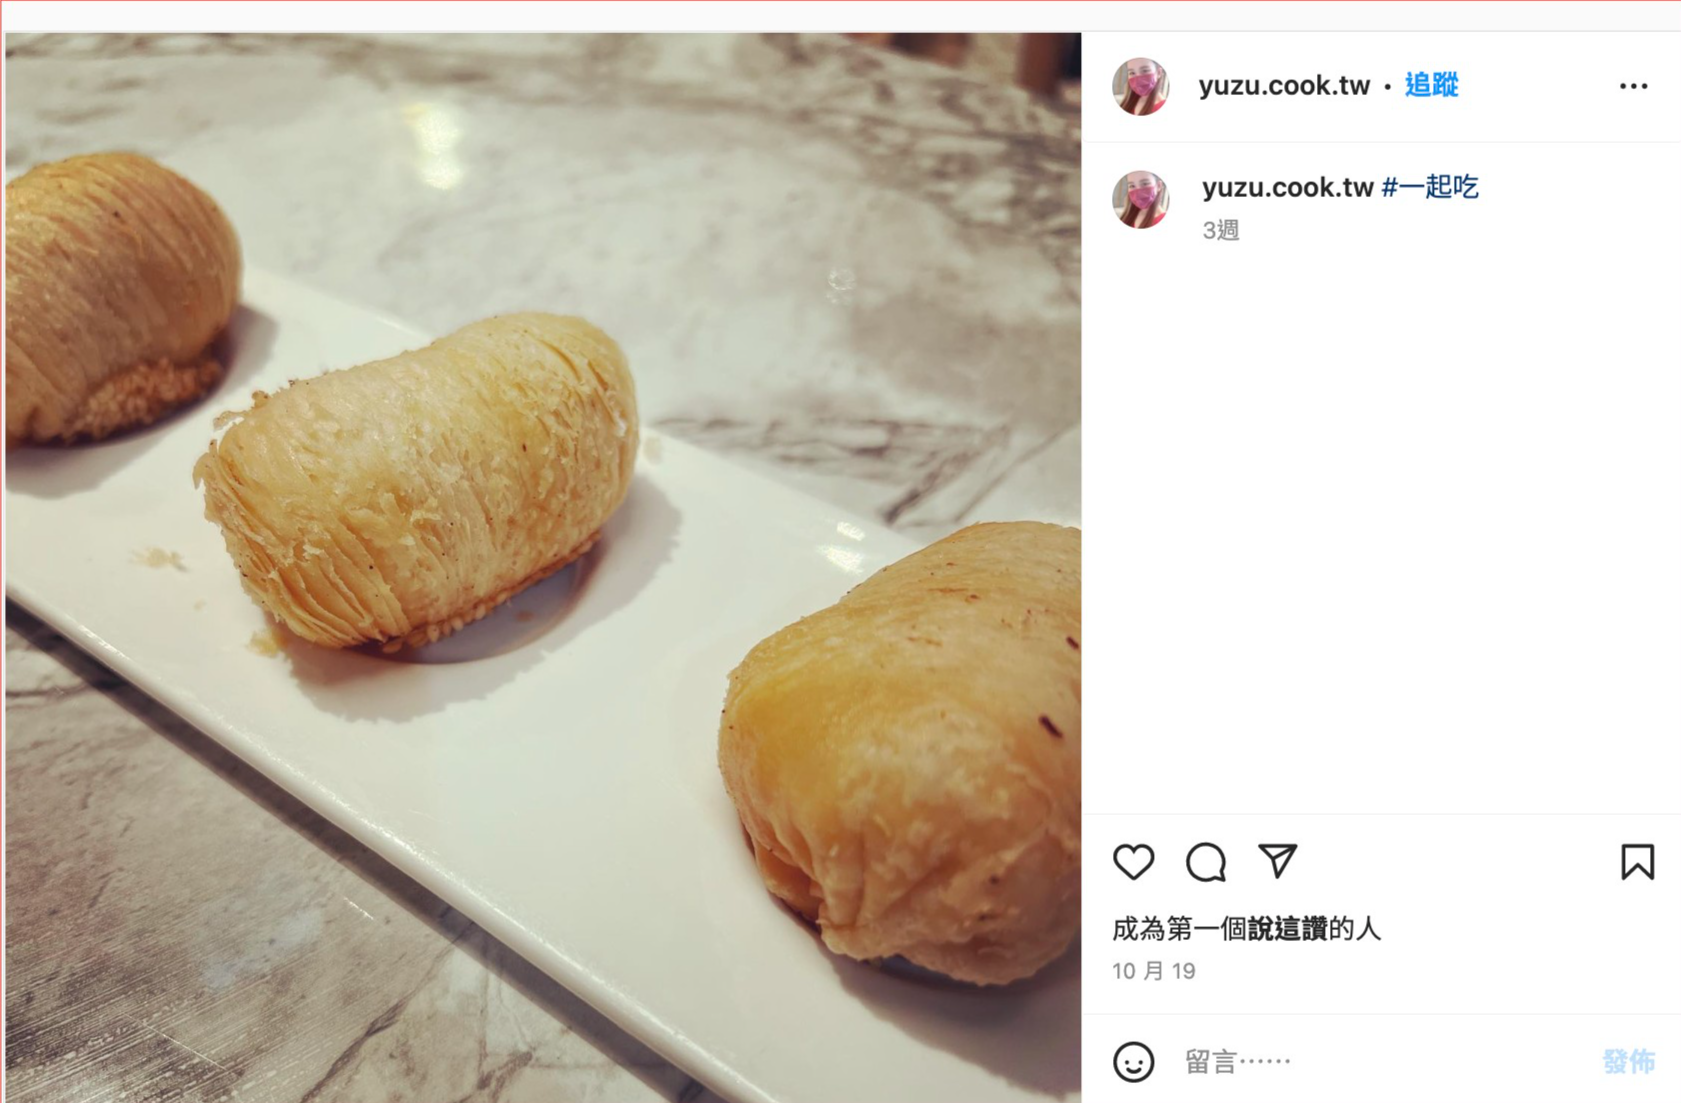 yuzu.cook.tw • 追蹤
yuzu.cook.tw #一起吃
3週
成為第一個說這讚的人
10 月 19
留言……
發佈